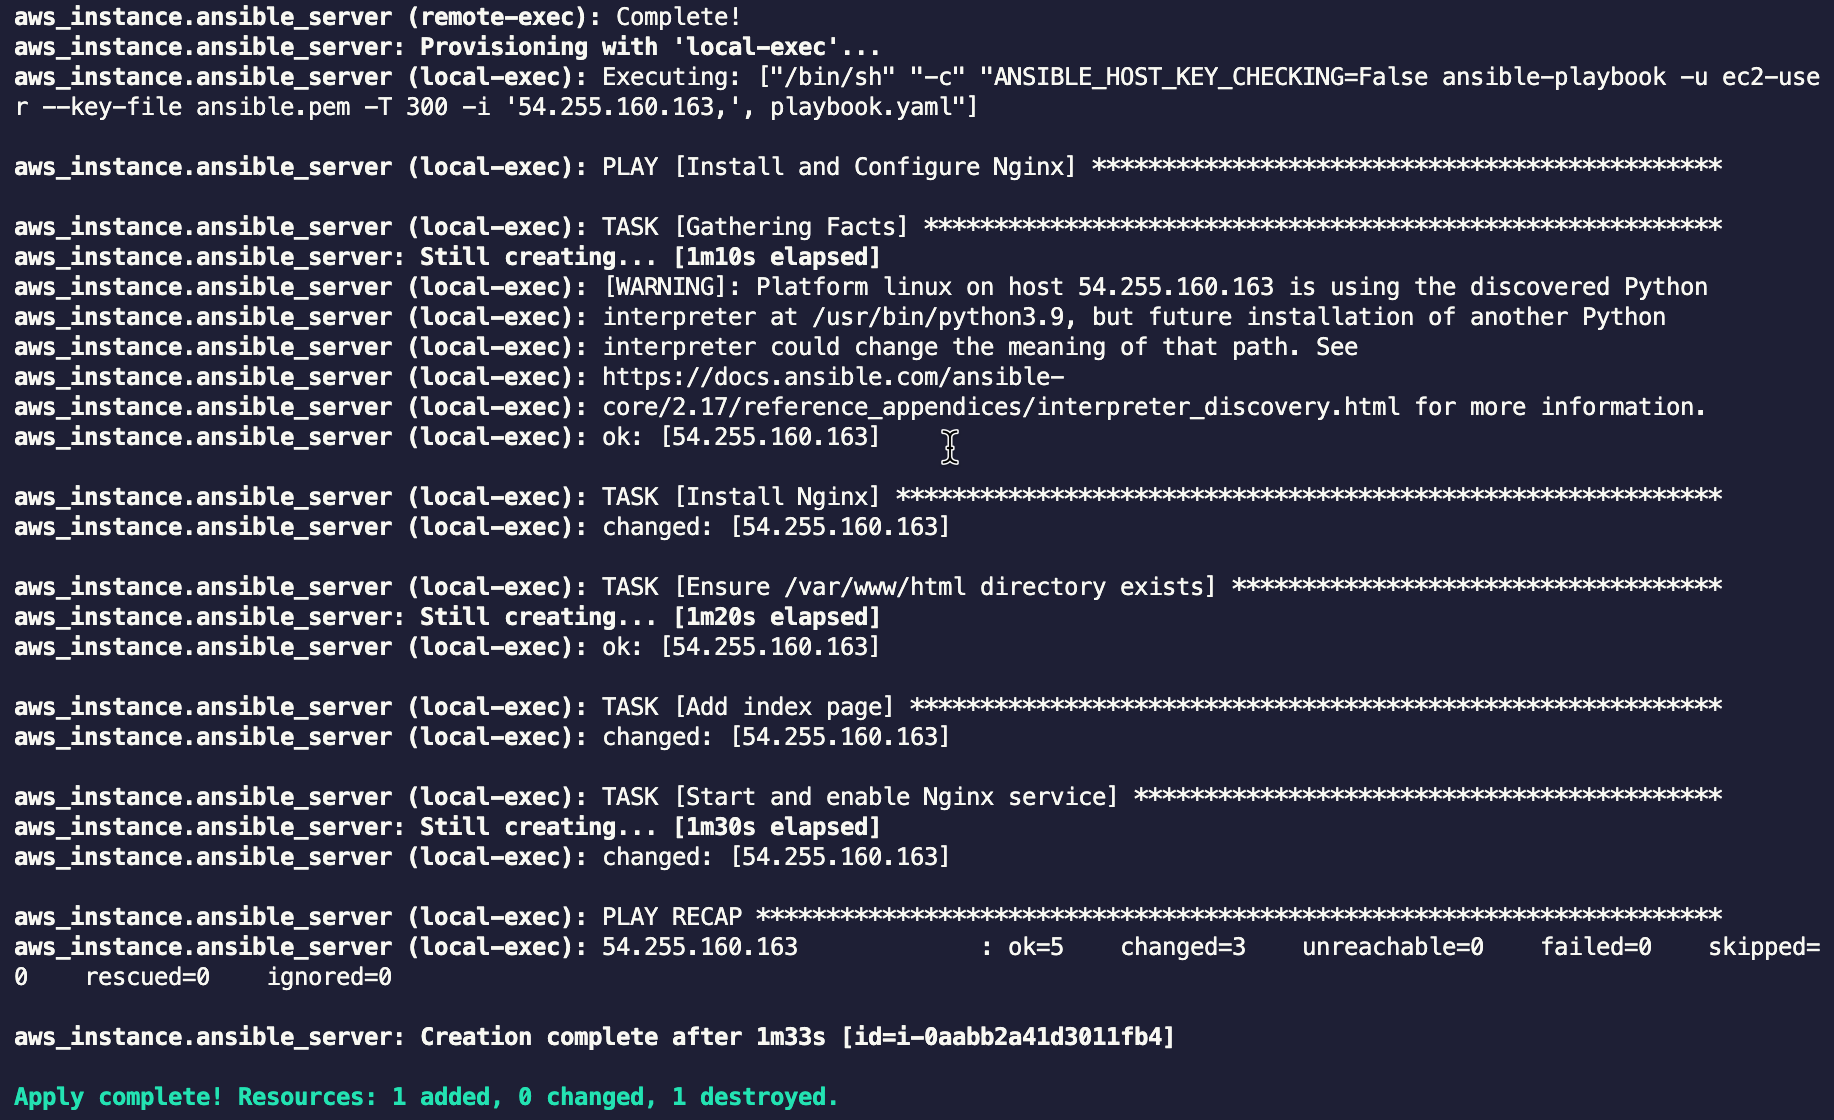 aws_instance.ansible_server (remote-exec): Complete!
aws_instance.ansible_server: Provisioning with 'local-exec'...
aws_instance.ansible_server (local-exec): Executing: ["/bin/sh" "-c" "ANSIBLE_HOST_KEY_CHECKING=False ansible-playbook -u ec2-use
r --key-file ansible.pem -T 300 -i '54.255.160.163,', playbook.yaml"]
aws_instance.ansible_server (local-exec): PLAY [Install and Configure Nginx] *********************************************
aws_instance.ansible_server (local-exec): TASK [Gathering Facts] *********************************************************
aws_instance.ansible_server: Still creating... [1m10s elapsed]
aws_instance.ansible_server (local-exec): [WARNING]: Platform linux on host 54.255.160.163 is using the discovered Python
aws_instance.ansible_server (local-exec): interpreter at /usr/bin/python3.9, but future installation of another Python
aws_instance.ansible_server (local-exec): interpreter could change the meaning of that path. See
aws_instance.ansible_server (local-exec): https://docs.ansible.com/ansible-
aws_instance.ansible_server (local-exec): core/2.17/reference_appendices/interpreter_discovery.html for more information.
aws_instance.ansible_server (local-exec): ok: [54.255.160.163]
aws_instance.ansible_server (local-exec): TASK [Install Nginx] ***********************************************************
aws_instance.ansible_server (local-exec): changed: [54.255.160.163]
aws_instance.ansible_server (local-exec): TASK [Ensure /var/www/html directory exists] ***********************************
aws_instance.ansible_server: Still creating... [1m20s elapsed]
aws_instance.ansible_server (local-exec): ok: [54.255.160.163]
aws_instance.ansible_server (local-exec): TASK [Add index page] **********************************************************
aws_instance.ansible_server (local-exec): changed: [54.255.160.163]
aws_instance.ansible_server (local-exec): TASK [Start and enable Nginx service] ******************************************
aws_instance.ansible_server: Still creating... [1m30s elapsed]
aws_instance.ansible_server (local-exec): changed: [54.255.160.163]
aws_instance.ansible_server (local-exec): PLAY RECAP *********************************************************************
aws_instance.ansible_server (local-exec): 54.255.160.163             : ok=5    changed=3    unreachable=0    failed=0    skipped=
0    rescued=0    ignored=0
aws_instance.ansible_server: Creation complete after 1m33s [id=i-0aabb2a41d3011fb4]
Apply complete! Resources: 1 added, 0 changed, 1 destroyed.